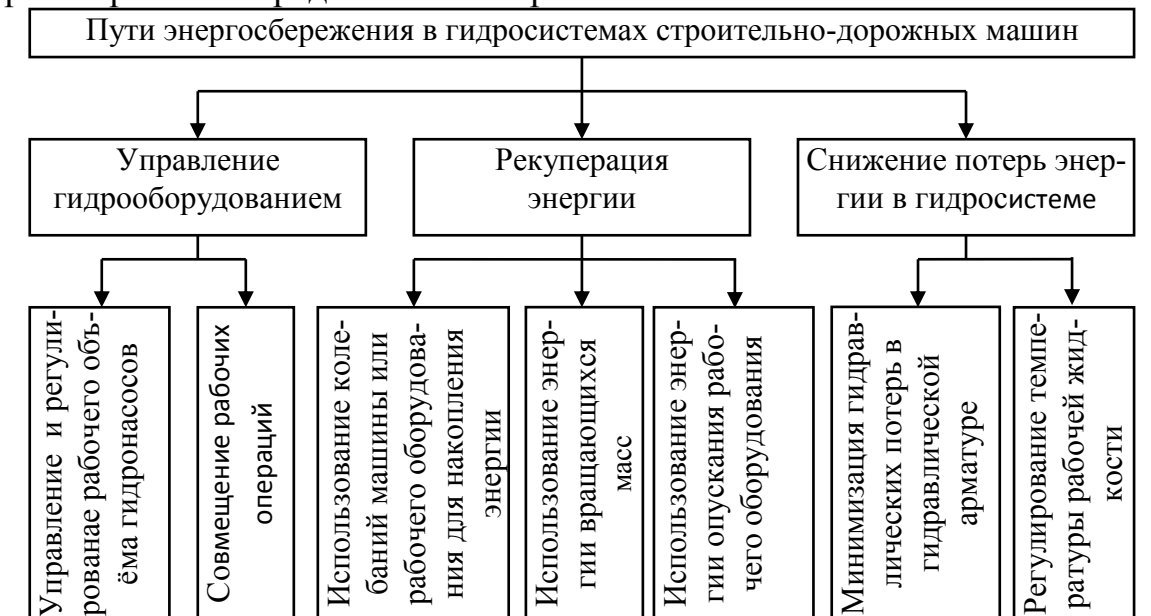 Пути энергосбережения в гидросистемах строительно-дорожных машин
Управление
гидрооборудованием
Рекуперация
энергии
Снижение потерь энер-
гии в гидросистеме
Управление и регули-
рованае рабочего объ-
ёма гидронасосов
Совмещение рабочих
операций
Использование коле-
баний машины или
рабочего оборудова-
ния для накопления
энергии
Использование энер-
гии вращающихся
масс
Использование энер-
гии опускания рабо-
чего оборудования
Минимизация гидрав-
лических потерь в
гидравлической
арматуре
Регулирование темпе-
ратуры рабочей жид-
кости